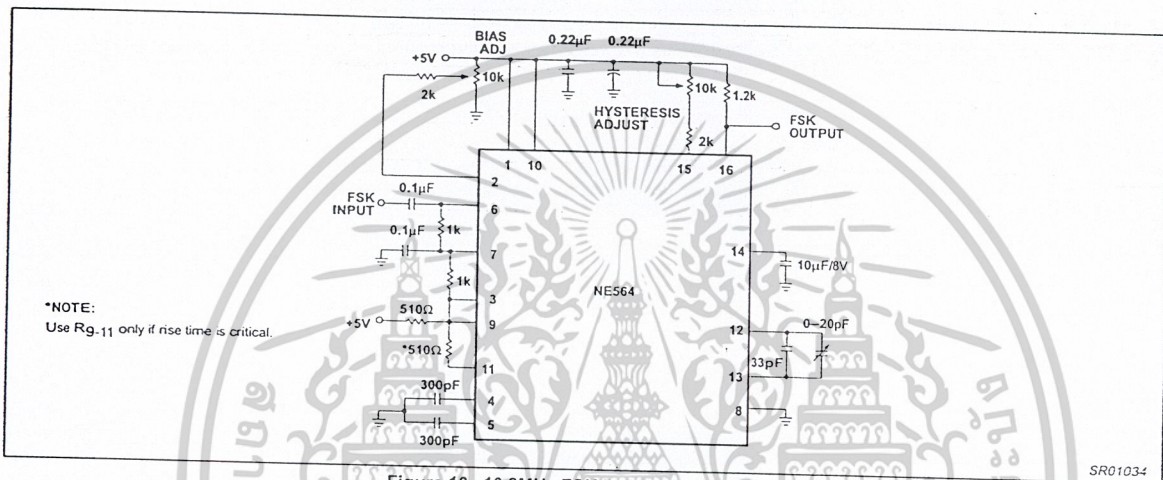 BIAS
ADJ
0.22µF 0.22µF
+5V
10k
2k
10k
1.2k
HYSTERESIS
ADJUST
FSK
OUTPUT
2k
1 10 15 16
2
0.1µF
FSK
INPUT
6
1k
0.1µF
7
14
10µF/8V
1k
NE564
*NOTE:
Use R9-11 only if rise time is critical.
3
510Ω
+5V
9
12
0–20pF
*510Ω
33pF
11
13
300pF
4
8
5
300pF
SR01034